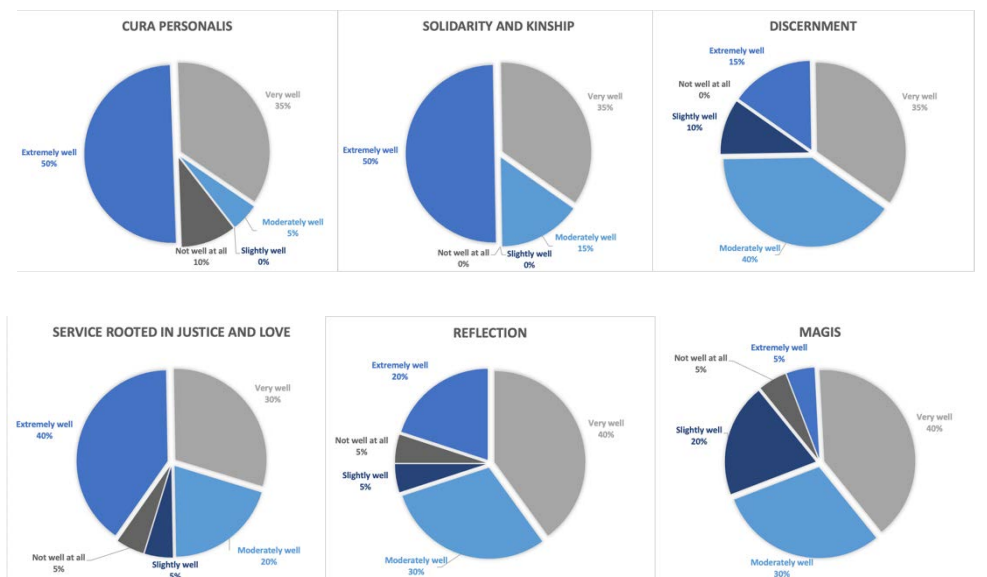 CURA PERSONALIS
Very well
35%
Extremely well
50%
Moderately well
5%
Not well at all
10%
Slightly well
0%
SOLIDARITY AND KINSHIP
Very well
35%
Extremely well
50%
Moderately well
15%
Not well at all
0%
Slightly well
0%
DISCERNMENT
Extremely well
15%
Not well at all
0%
Very well
35%
Slightly well
10%
Moderately well
40%
SERVICE ROOTED IN JUSTICE AND LOVE
Very well
30%
Extremely well
40%
Moderately well
20%
Not well at all
5%
Slightly well
5%
REFLECTION
Extremely well
20%
Very well
40%
Not well at all
5%
Slightly well
5%
Moderately well
30%
MAGIS
Extremely well
5%
Not well at all
5%
Very well
40%
Slightly well
20%
Moderately well
30%